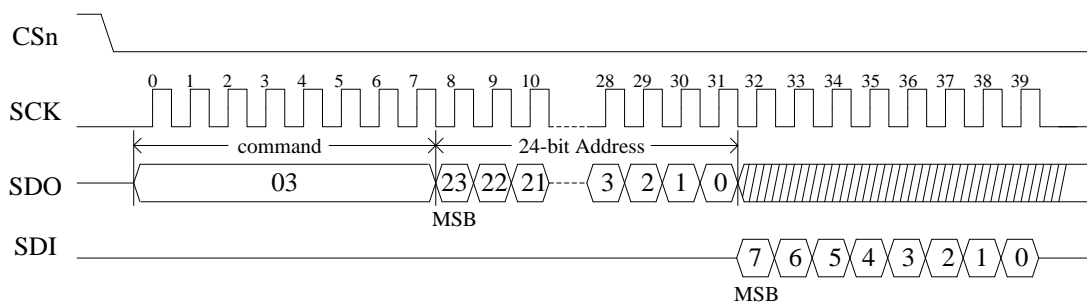 CSn
0 1 2 3 4 5 6 7 8 9 10 28 29 30 31 32 33 34 35 36 37 38 39
SCK
command 24-bit Address
SDO 03 23 22 21 3 2 1 0
MSB
SDI 7 6 5 4 3 2 1 0
MSB